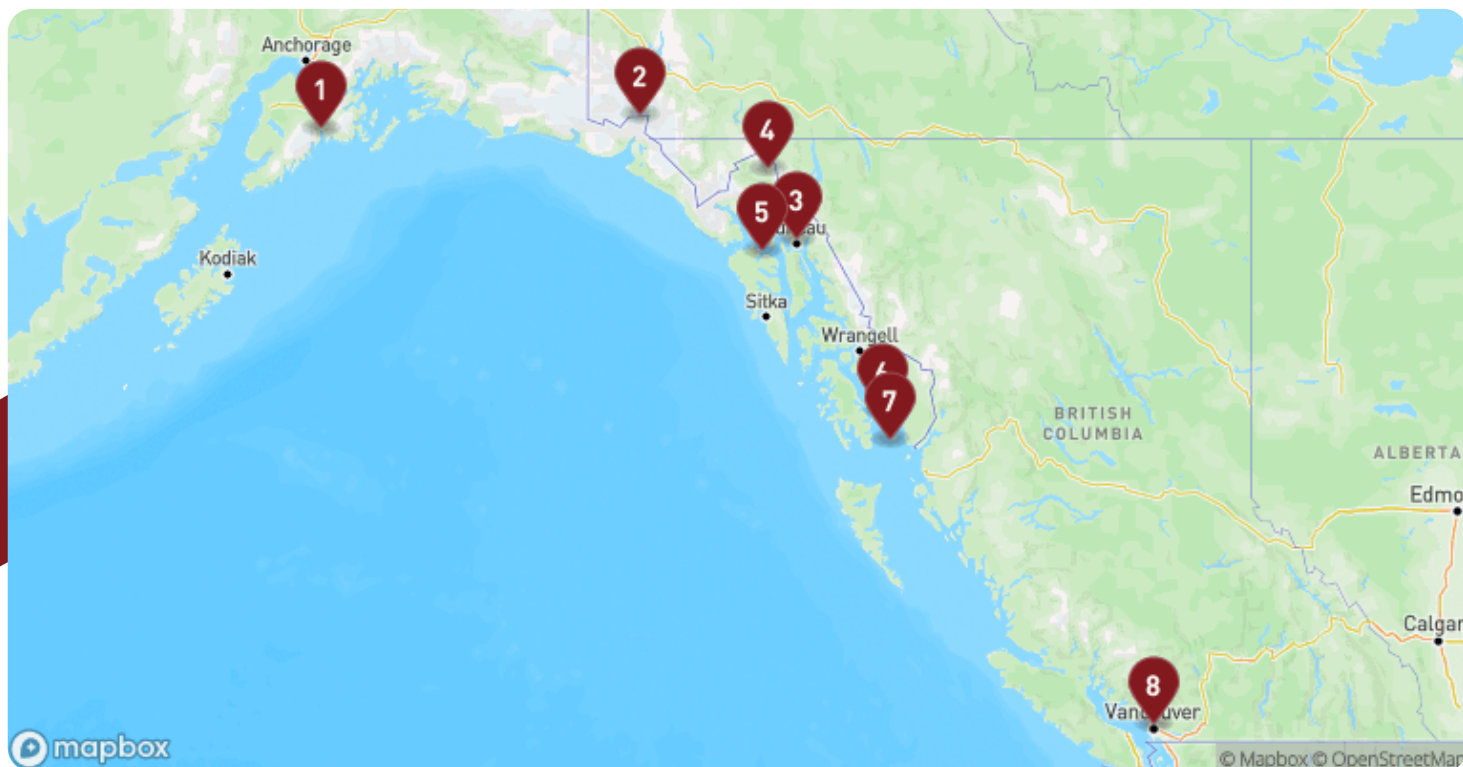 Anchorage
1
2
4
3
5
Kodiak
Sitka
Wrangell
7
BRITISH
COLUMBIA
ALBERTA
Edmo
Calgar
8
mapbox
© Mapbox © OpenStreetMap